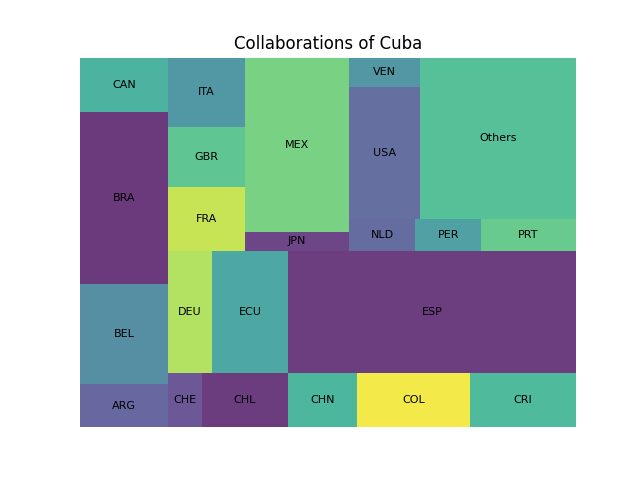 Collaborations of Cuba
CAN
ITA
MEX
VEN
USA
Others
GBR
BRA
FRA
JPN
NLD
PER
PRT
DEU
ECU
ESP
BEL
ARG
CHE
CHL
CHN
COL
CRI